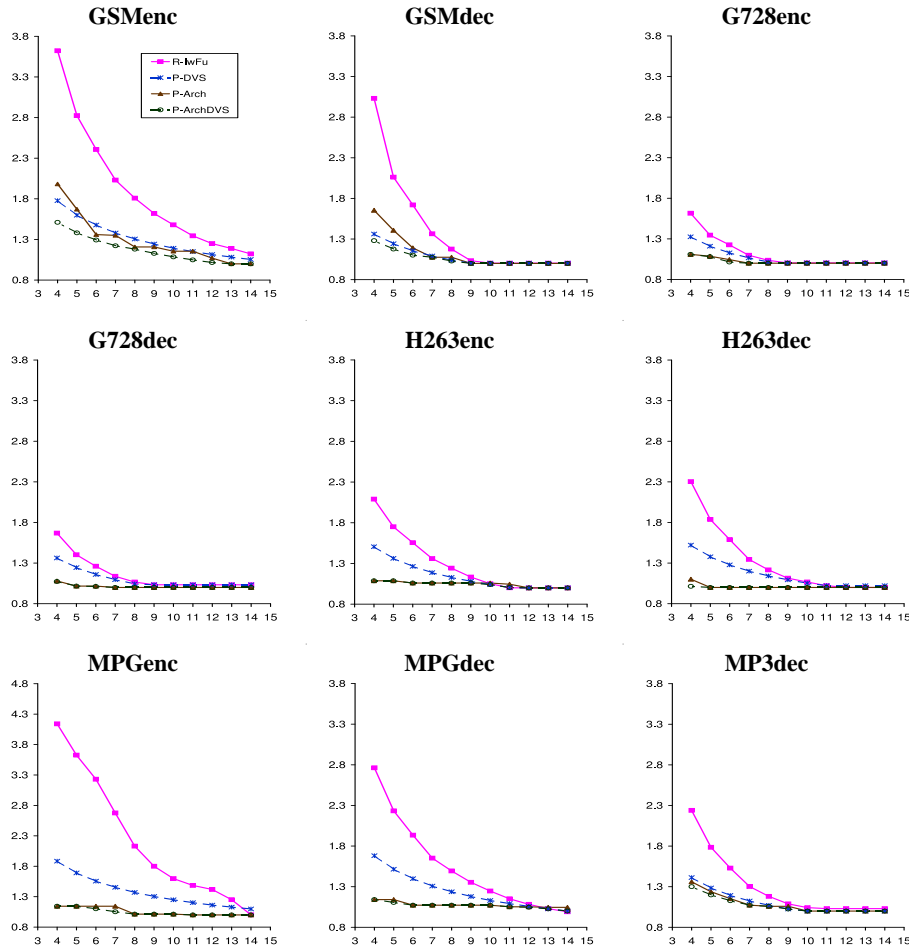 GSMenc GSMdec G728enc
3.8 3.8 3.8
R-IwFu
P-DVS
3.3 3.3 3.3
P-Arch
P-ArchDVS
2.8 2.8 2.8
2.3 2.3 2.3
1.8 1.8 1.8
1.3 1.3 1.3
0.8 0.8 0.8
3 4 5 6 7 8 9 10 11 12 13 14 15 3 4 5 6 7 8 9 10 11 12 13 14 15 3 4 5 6 7 8 9 10 11 12 13 14 15
G728dec H263enc H263dec
3.8 3.8 3.8
3.3 3.3 3.3
2.8 2.8 2.8
2.3 2.3 2.3
1.8 1.8 1.8
1.3 1.3 1.3
0.8 0.8 0.8
3 4 5 6 7 8 9 10 11 12 13 14 15 3 4 5 6 7 8 9 10 11 12 13 14 15 3 4 5 6 7 8 9 10 11 12 13 14 15
MPGenc MPGdec MP3dec
4.8 3.8 3.8
4.3
3.8 3.3 3.3
3.3 2.8 2.8
2.8 2.3 2.3
2.3
1.8 1.8 1.8
1.3 1.3 1.3
0.8 0.8 0.8
3 4 5 6 7 8 9 10 11 12 13 14 15 3 4 5 6 7 8 9 10 11 12 13 14 15 3 4 5 6 7 8 9 10 11 12 13 14 15